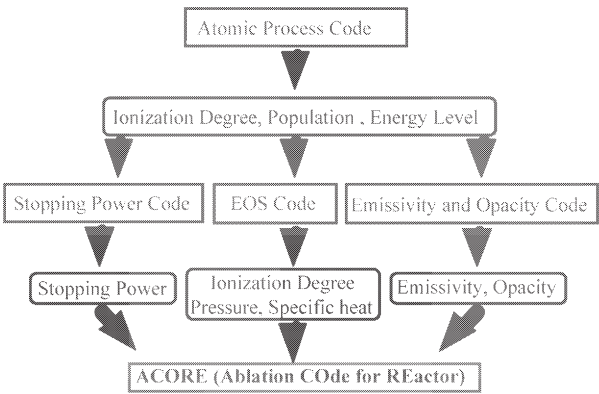 Atomic Process Code
Ionization Degree, Population , Energy Level
Stopping Power Code
EOS Code
Emissivity and Opacity Code
Stopping Power
Ionization Degree
Pressure, Specific heat
Emissivity, Opacity
ACORE (Ablation COde for REactor)